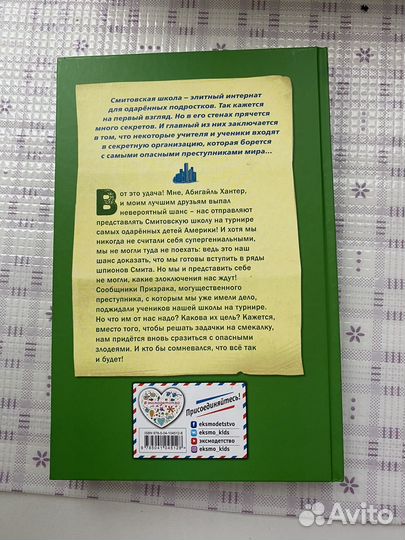 Смитовская школа – элитный интернат
для одарённых подростков. Так кажется
на первый взгляд. Но в его стенах прячется
много секретов. И главный из них заключается
в том, что некоторые учителя и ученики входят
в секретную организацию, которая борется
с самыми опасными преступниками мира...
Вот это удача! Мне, Абигайль Хантер,
и моим лучшим друзьям выпал
невероятный шанс – нас отправляют
представлять Смитовскую школу на турнире
самых одарённых детей Америки! И хотя мы
никогда не считали себя супергениальными,
мы не могли туда не поехать: ведь это наш
шанс доказать, что мы готовы вступить в ряды
шпионов Смита. Но мы и представить себе
не могли, какие злоключения нас ждут!
Сообщники Призрака, могущественного
преступника, с которым мы уже имели дело,
поджидали учеников нашей школы на турнире.
Но что им от нас надо? Какова их цель? Кажется,
вместо того, чтобы решать задачки на смекалку,
нам придётся вновь сразиться с опасными
злодеями. И кто бы сомневался, что всё так
и будет!
Присоединяйтесь!
eksmodetstvo
eksmo_kids
эксмодетство
eksmo_kids
Avito